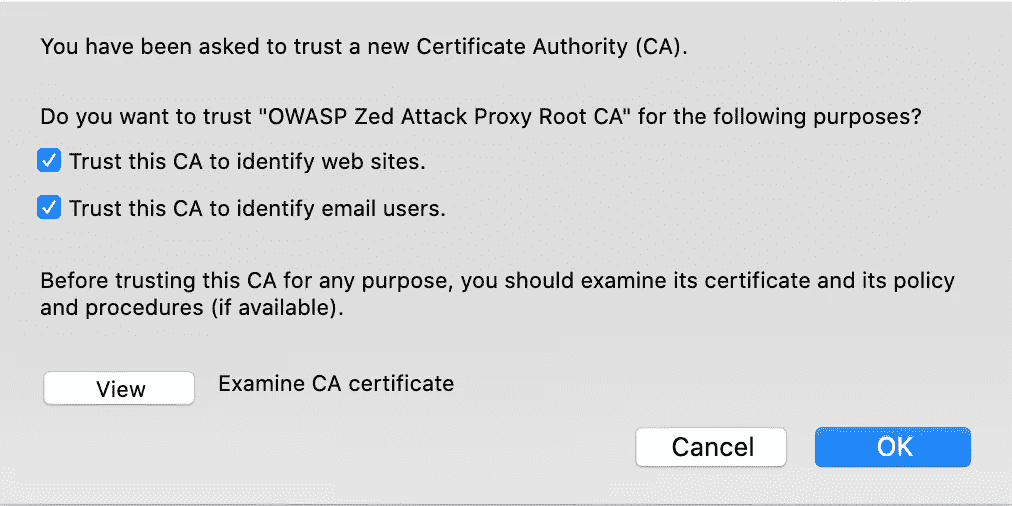 You have been asked to trust a new Certificate Authority (CA).
Do you want to trust "OWASP Zed Attack Proxy Root CA" for the following purposes?
Trust this CA to identify web sites.
Trust this CA to identify email users.
Before trusting this CA for any purpose, you should examine its certificate and its policy
and procedures (if available).
View Examine CA certificate
Cancel OK